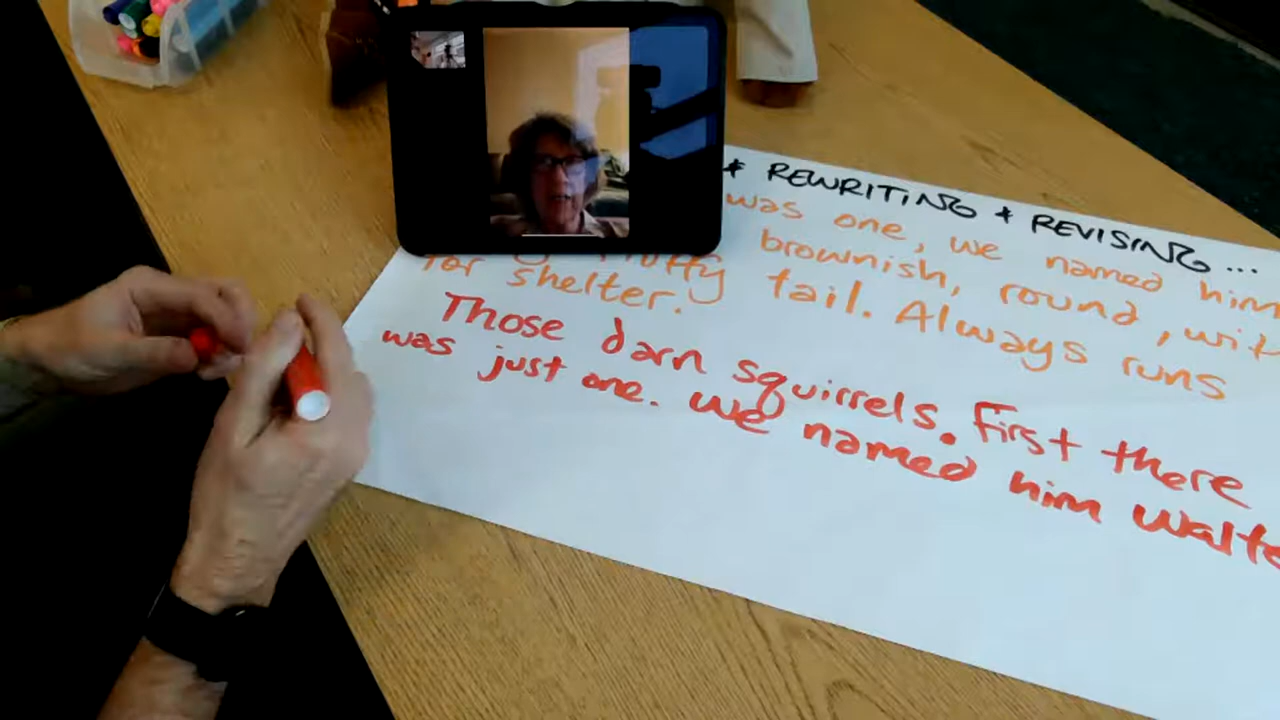 & REWRITING & REVISING...
was one, we named him
fluffy brownish, round, with
for shelter. tail. Always runs
Those darn squirrels. First there
was just one. We named him Walte